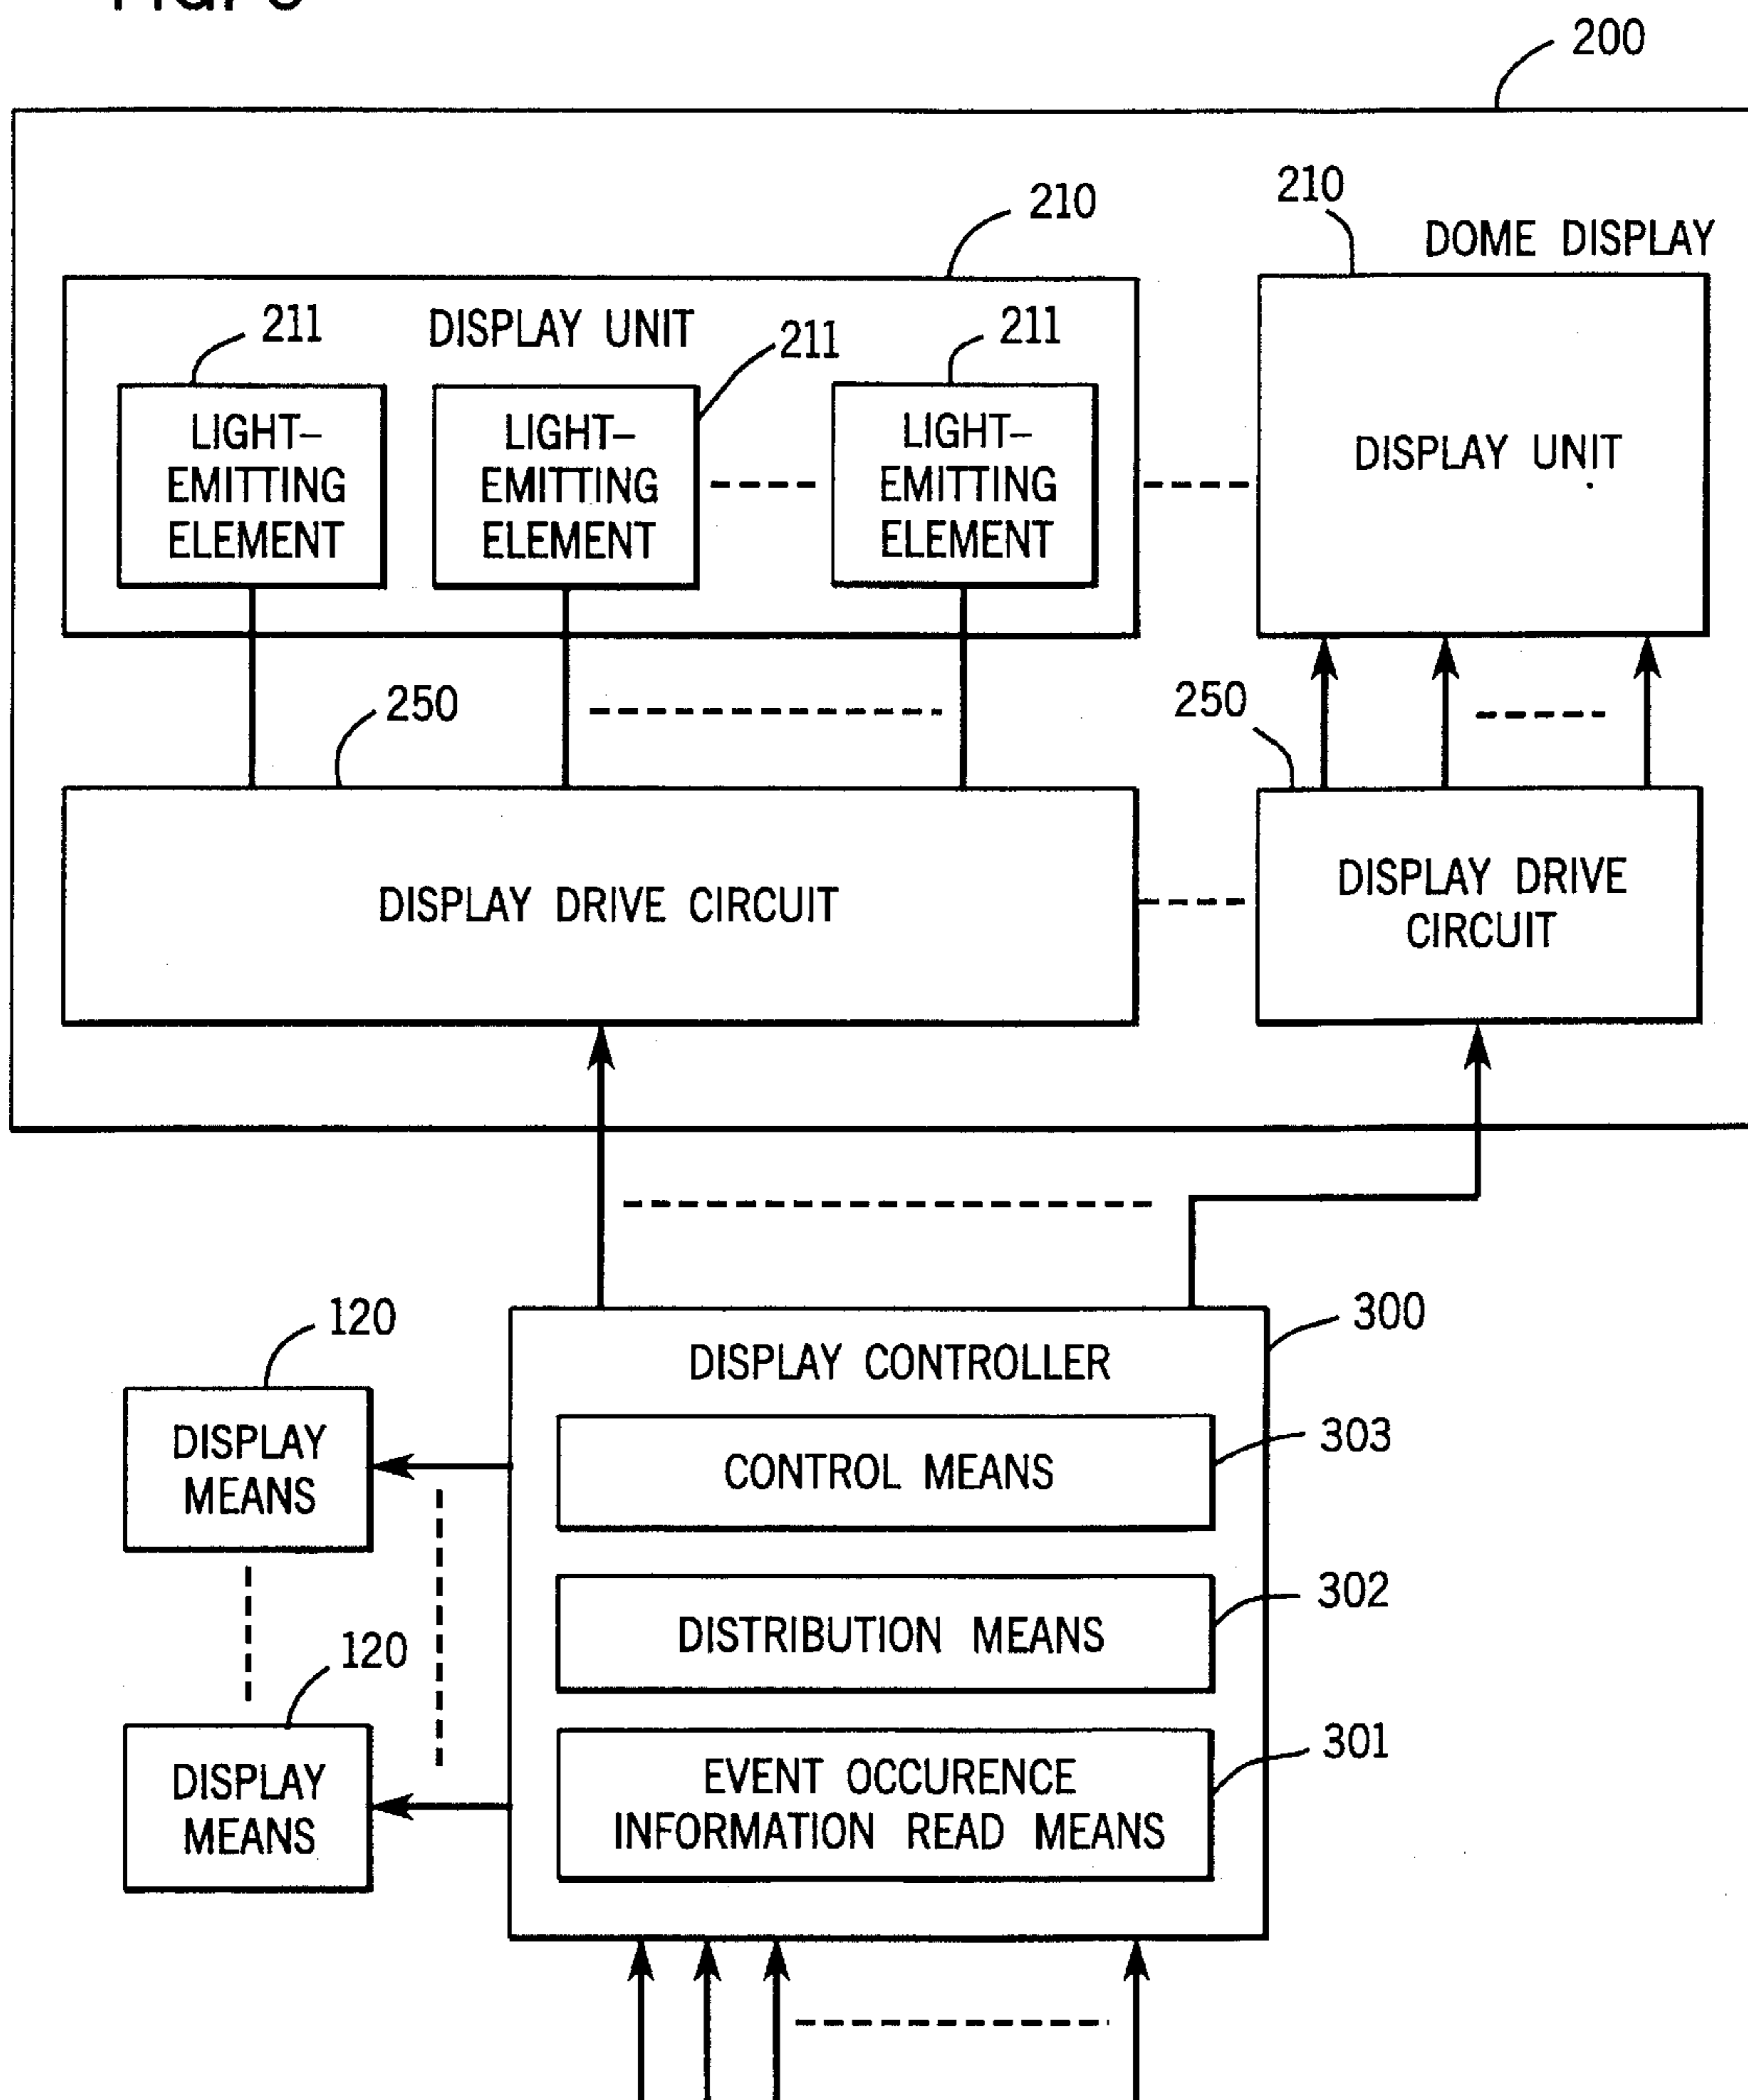 200
210
210
DOME DISPLAY
211
DISPLAY UNIT
211
211
LIGHT–
EMITTING
ELEMENT
LIGHT–
EMITTING
ELEMENT
LIGHT–
EMITTING
ELEMENT
DISPLAY UNIT
250
250
DISPLAY DRIVE CIRCUIT
DISPLAY DRIVE
CIRCUIT
120
300
DISPLAY CONTROLLER
DISPLAY
MEANS
CONTROL MEANS
303
DISTRIBUTION MEANS
302
120
DISPLAY
MEANS
EVENT OCCURENCE
INFORMATION READ MEANS
301